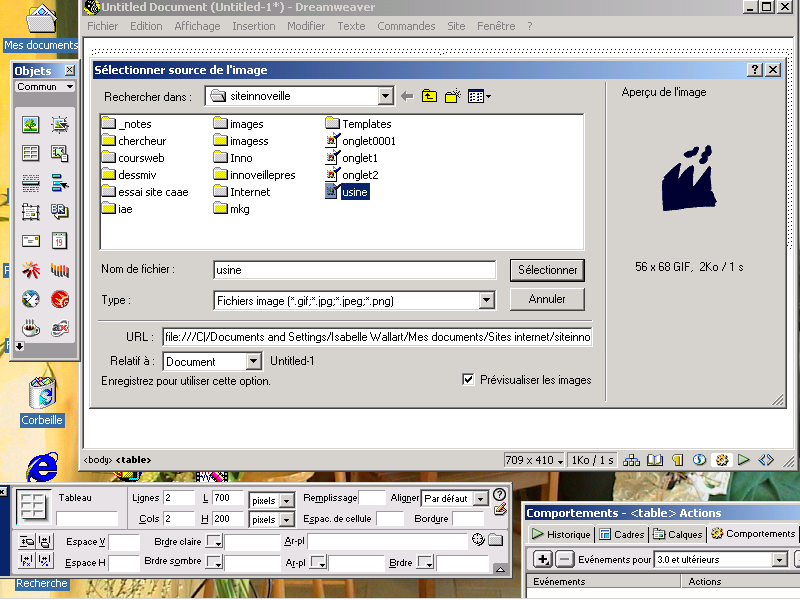 Untitled Document (Untitled-1*) - Dreamweaver
Fichier Edition Affichage Insertion Modifier Texte Commandes Site Fenêtre ?
Mes documents
Objets
Commun
Sélectionner source de l'image
Rechercher dans : siteinnoveille
_notes images Templates
chercheur imagess onglet0001
coursweb Inno onglet1
dessmiv innoveillepres onglet2
essai site caae Internet usine
iae mkg
Aperçu de l'image
56 x 68 GIF, 2Ko / 1 s
Nom de fichier : usine Sélectionner
Type : Fichiers image (*.gif;*.jpg;*.jpeg;*.png) Annuler
URL : file:///C|/Documents and Settings/Isabelle Wallart/Mes documents/Sites internet/siteinno
Relatif à : Document Untitled-1
Enregistrez pour utiliser cette option. Prévisualiser les images
Corbeille
<body> <table> 709 x 410 1Ko / 1 s
Tableau Lignes 2 L 700 pixels Remplissage Aligner Par défaut
Cols 2 H 200 pixels Espac. de cellule Bordure
Espace V Brdre claire Ar-pl
Espace H Brdre sombre Ar-pl Brdre
Recherche
Comportements - <table> Actions
Historique Cadres Calques Comportements
Evénements pour 3.0 et ultérieurs
Evénements Actions